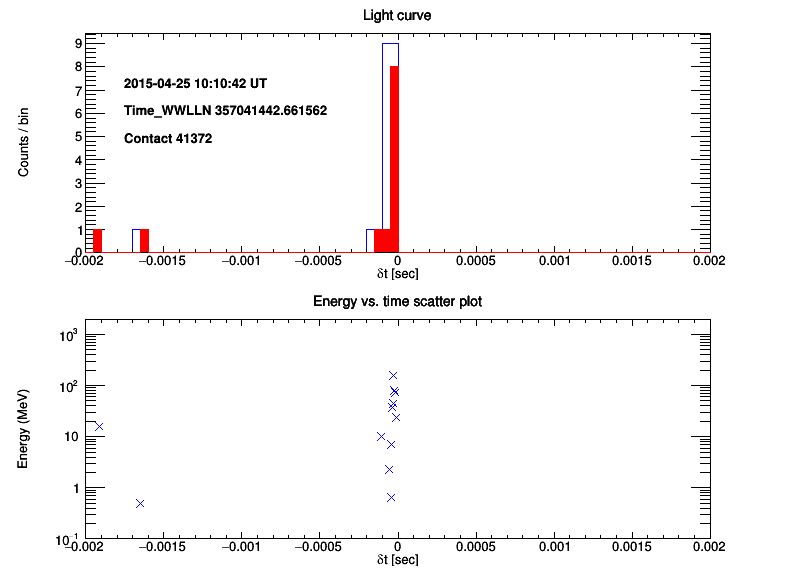 Light curve
Counts / bin
9
8
7
6
5
4
3
2
1
0
2015-04-25 10:10:42 UT
Time_WWLLN 357041442.661562
Contact 41372
−0.002 −0.0015 −0.001 −0.0005 0 0.0005 0.001 0.0015 0.002
δt [sec]
Energy vs. time scatter plot
Energy (MeV)
10³
10²
10
1
10⁻¹
−0.002 −0.0015 −0.001 −0.0005 0 0.0005 0.001 0.0015 0.002
δt [sec]